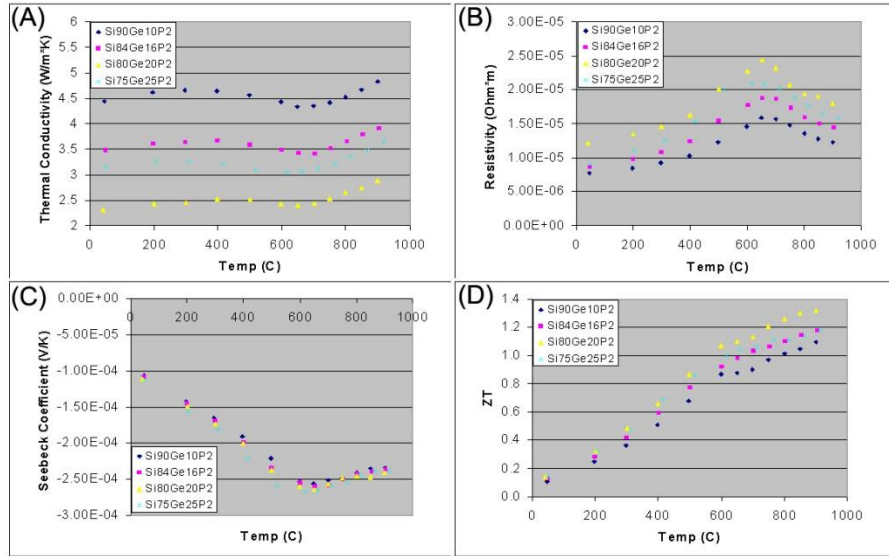 (A)
Si90Ge10P2
Si84Ge16P2
Si80Ge20P2
Si75Ge25P2
Thermal Conductivity (W/m*K)
6
5.5
5
4.5
4
3.5
3
2.5
2
0
200
400
600
800
1000
Temp (C)
(B)
Si90Ge10P2
Si84Ge16P2
Si80Ge20P2
Si75Ge25P2
Resistivity (Ohm*m)
3.00E-05
2.50E-05
2.00E-05
1.50E-05
1.00E-05
5.00E-06
0.00E+00
0
200
400
600
800
1000
Temp (C)
(C)
Seebeck Coefficient (V/K)
0.00E+00
-5.00E-05
-1.00E-04
-1.50E-04
-2.00E-04
-2.50E-04
-3.00E-04
0
200
400
600
800
1000
Si90Ge10P2
Si84Ge16P2
Si80Ge20P2
Si75Ge25P2
Temp (C)
(D)
Si90Ge10P2
Si84Ge16P2
Si80Ge20P2
Si75Ge25P2
ZT
1.4
1.2
1.0
0.8
0.6
0.4
0.2
0.0
0
200
400
600
800
1000
Temp (C)